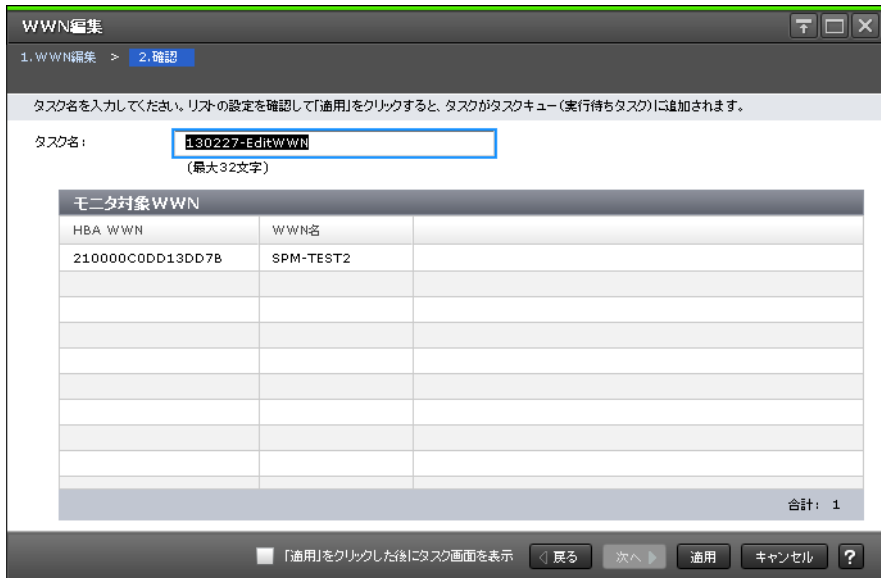 WWN編集
1.WWN編集 > 2.確認
タスク名を入力してください。リストの設定を確認して「適用」をクリックすると、タスクがタスクキュー(実行待ちタスク)に追加されます。
タスク名: 130227-EditWWN
(最大32文字)
モニタ対象WWN
HBA WWN WWN名
210000C0DD13DD7B SPM-TEST2
合計: 1
「適用」をクリックした後にタスク画面を表示 戻る 次へ 適用 キャンセル ?